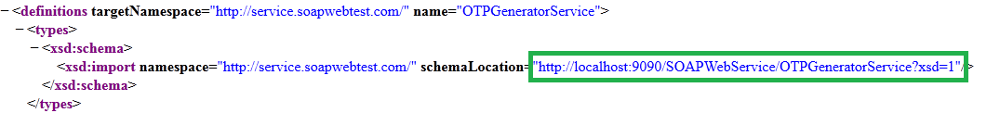 − <definitions targetNamespace="http://service.soapwebtest.com/" name="OTPGeneratorService">
− <types>
− <xsd:schema>
<xsd:import namespace="http://service.soapwebtest.com/" schemaLocation="http://localhost:9090/SOAPWebService/OTPGeneratorService?xsd=1"/>
</xsd:schema>
</types>